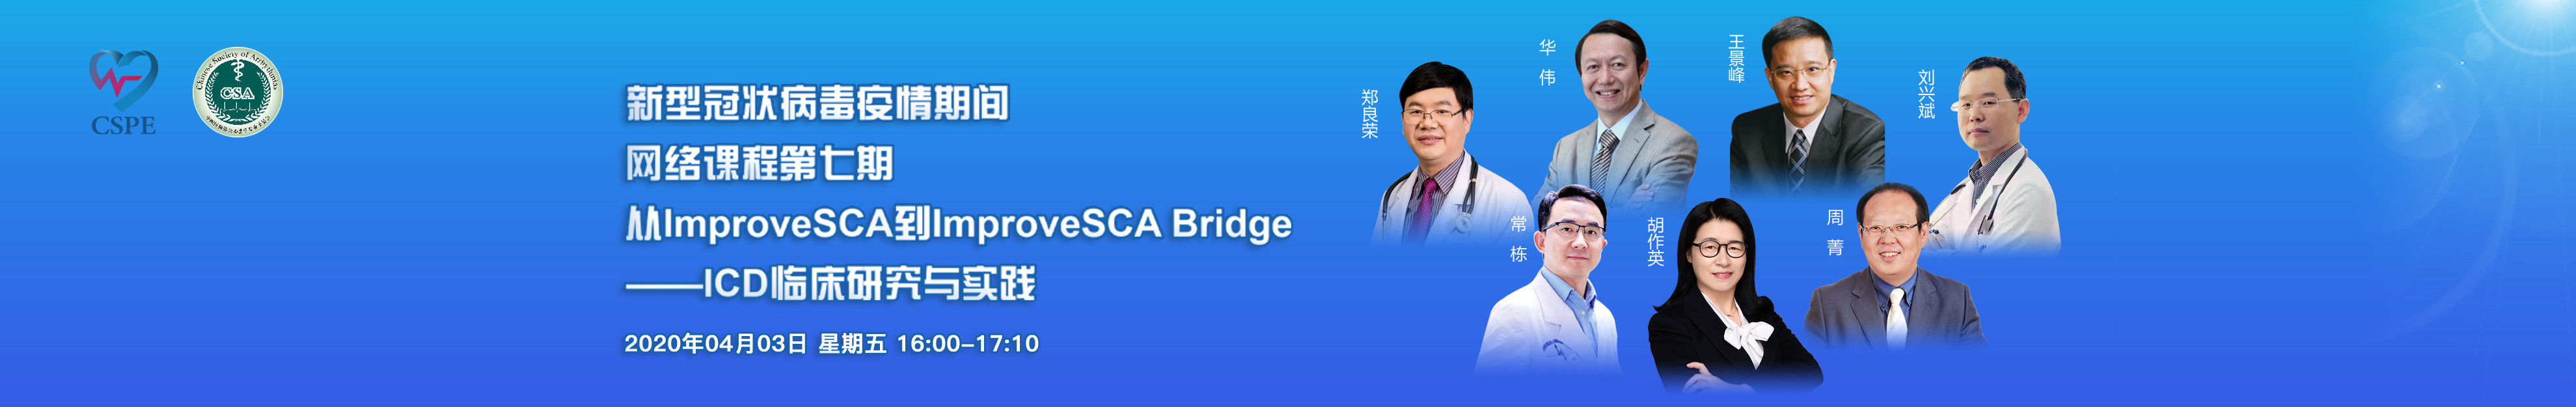 CSPE
Chinese Society of Arrhythmias
CSA
新型冠状病毒疫情期间
网络课程第七期
从ImproveSCA到ImproveSCA Bridge
——ICD临床研究与实践
2020年04月03日 星期五 16:00-17:10
郑良荣
华伟
王景峰
刘兴斌
常栋
胡作英
周菁